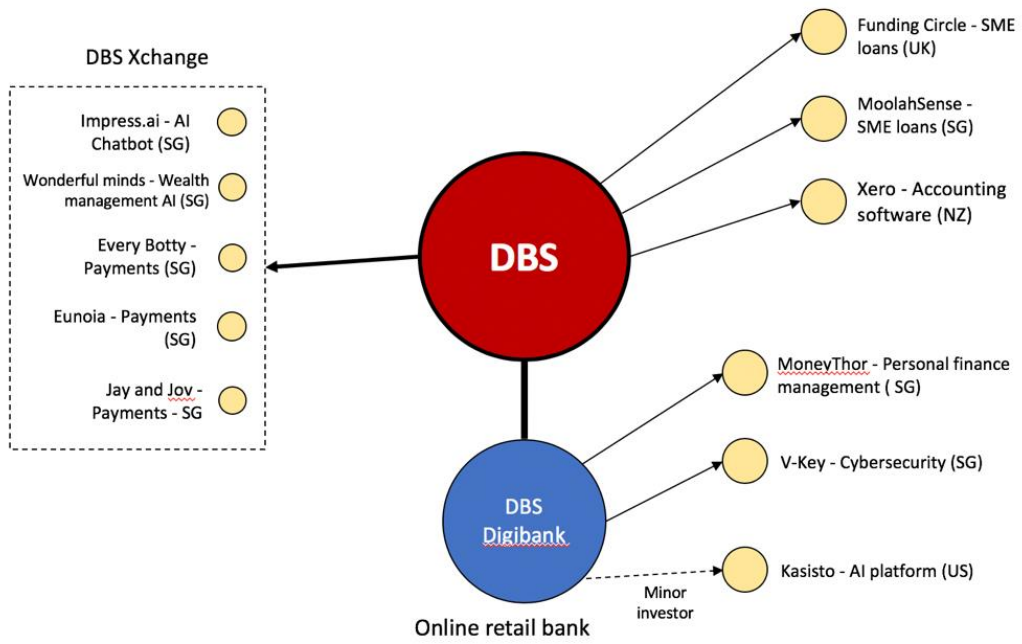 DBS Xchange
Impress.ai - AI
Chatbot (SG)
Wonderful minds - Wealth
management AI (SG)
Every Botty -
Payments (SG)
Eunoia - Payments
(SG)
Jay and Jov -
Payments - SG
DBS
Funding Circle - SME
loans (UK)
MoolahSense -
SME loans (SG)
Xero - Accounting
software (NZ)
DBS
Digibank
Online retail bank
MoneyThor - Personal finance
management ( SG)
V-Key - Cybersecurity (SG)
Kasisto - AI platform (US)
Minor
investor